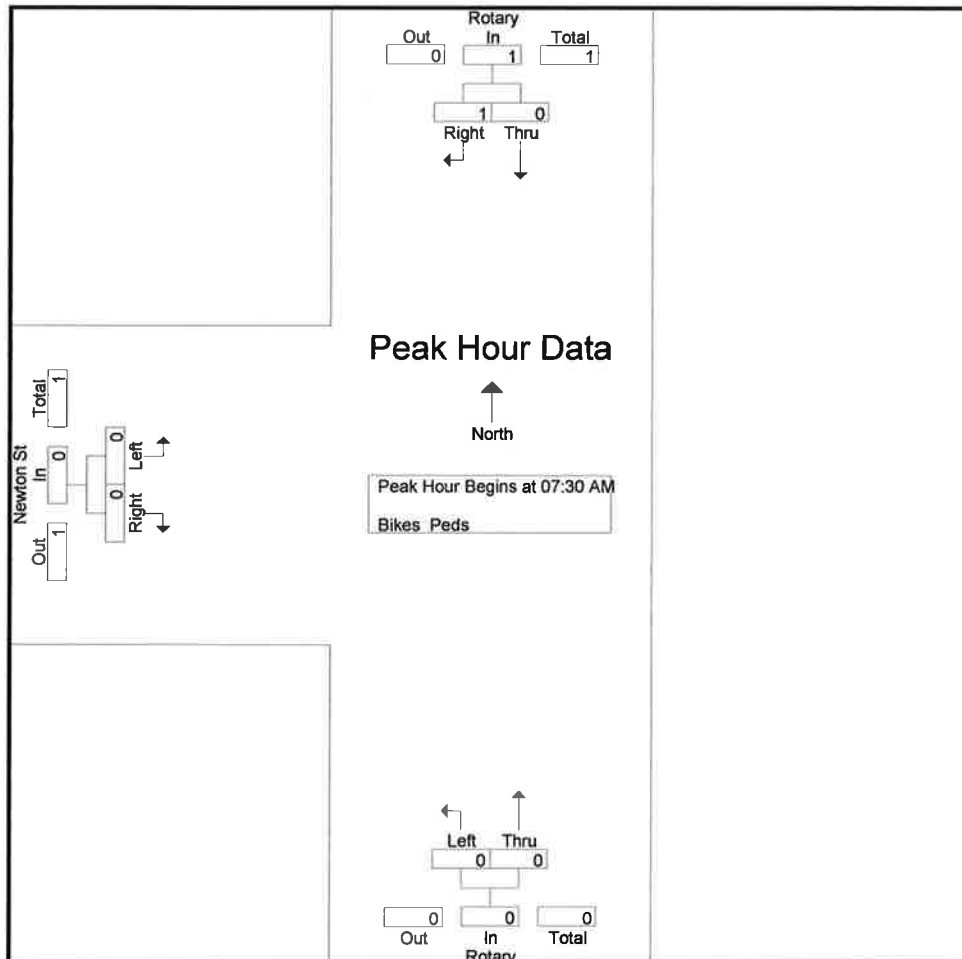 Rotary
Out In Total
0 1 1
1 0
Right Thru
Peak Hour Data
North
Peak Hour Begins at 07:30 AM
Bikes Peds
Newton St
Out In Total
1 0 1
Right Left
0 0
Left Thru
0 0
0 0 0
Out In Total
Rotary